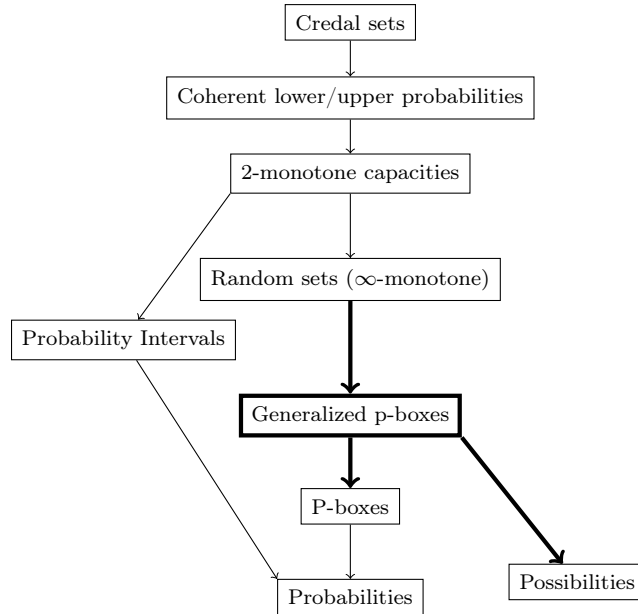 Credal sets
Coherent lower/upper probabilities
2-monotone capacities
Random sets (∞-monotone)
Probability Intervals
Generalized p-boxes
P-boxes
Possibilities
Probabilities